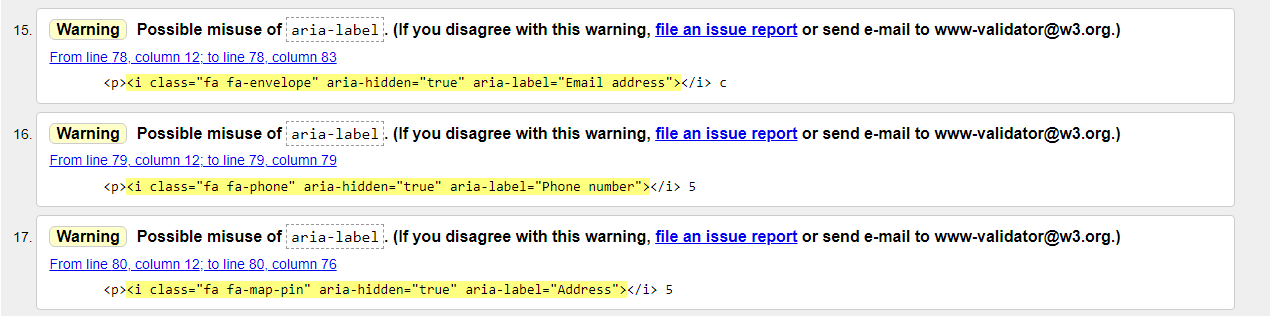 15. Warning Possible misuse of aria-label. (If you disagree with this warning, file an issue report or send e-mail to www-validator@w3.org.)
From line 78, column 12; to line 78, column 83
<p><i class="fa fa-envelope" aria-hidden="true" aria-label="Email address"></i> c
16. Warning Possible misuse of aria-label. (If you disagree with this warning, file an issue report or send e-mail to www-validator@w3.org.)
From line 79, column 12; to line 79, column 79
<p><i class="fa fa-phone" aria-hidden="true" aria-label="Phone number"></i> 5
17. Warning Possible misuse of aria-label. (If you disagree with this warning, file an issue report or send e-mail to www-validator@w3.org.)
From line 80, column 12; to line 80, column 76
<p><i class="fa fa-map-pin" aria-hidden="true" aria-label="Address"></i> 5